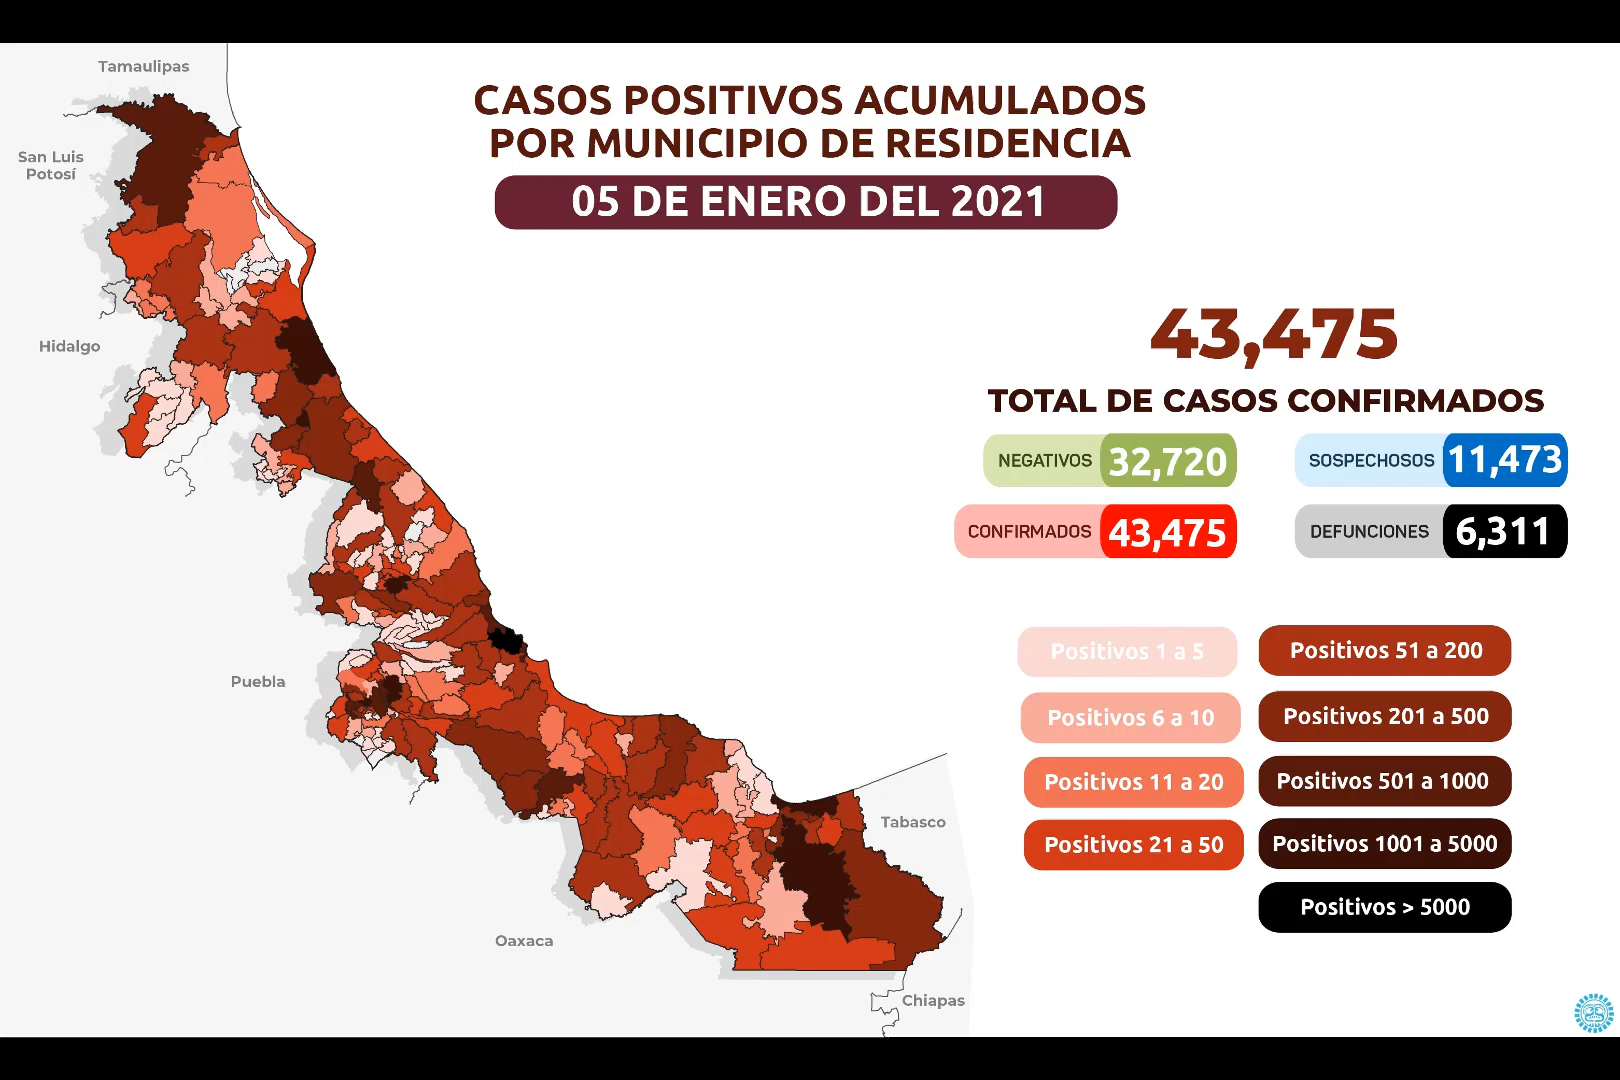 Tamaulipas
San Luis
Potosí
Hidalgo
Puebla
Oaxaca
Tabasco
Chiapas
CASOS POSITIVOS ACUMULADOS
POR MUNICIPIO DE RESIDENCIA
05 DE ENERO DEL 2021
43,475
TOTAL DE CASOS CONFIRMADOS
NEGATIVOS 32,720
SOSPECHOSOS 11,473
CONFIRMADOS 43,475
DEFUNCIONES 6,311
Positivos 1 a 5
Positivos 51 a 200
Positivos 6 a 10
Positivos 201 a 500
Positivos 11 a 20
Positivos 501 a 1000
Positivos 21 a 50
Positivos 1001 a 5000
Positivos > 5000